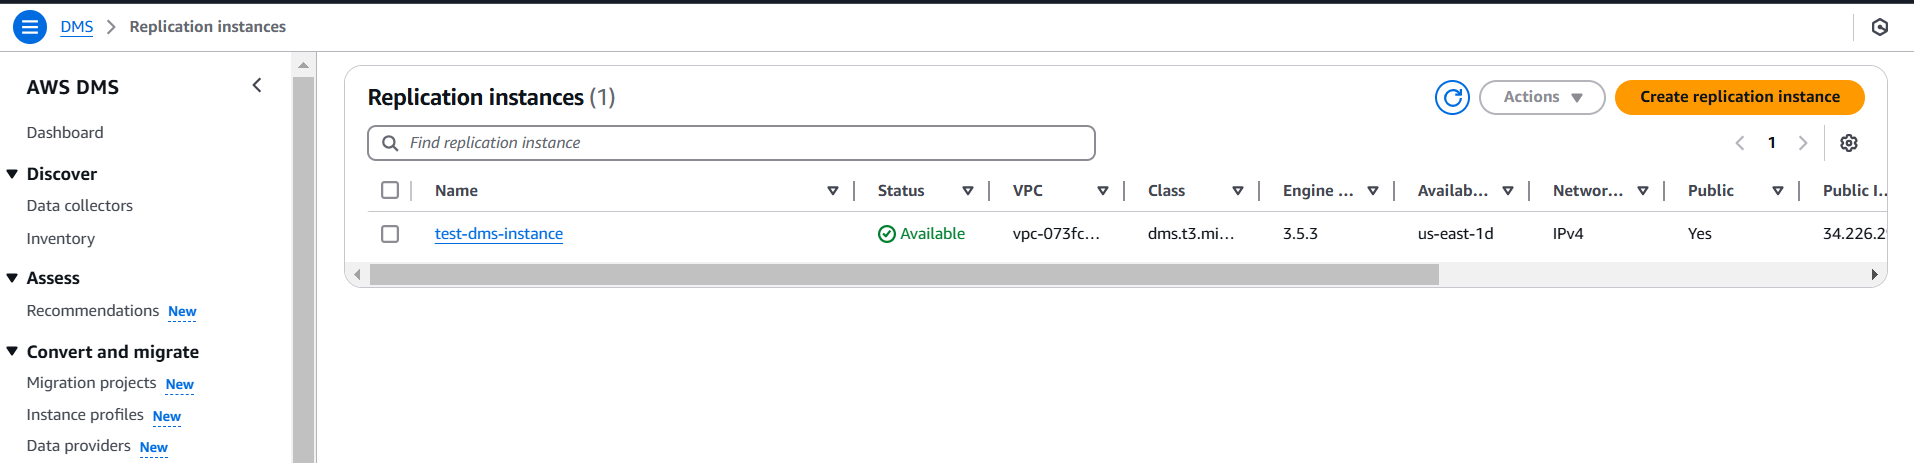 DMS > Replication instances
AWS DMS
Dashboard
Discover
Data collectors
Inventory
Assess
Recommendations New
Convert and migrate
Migration projects New
Instance profiles New
Data providers New
Replication instances (1)
Actions
Create replication instance
Find replication instance
1
Name Status VPC Class Engine ... Availab... Networ... Public Public I...
test-dms-instance Available vpc-073fc... dms.t3.mi... 3.5.3 us-east-1d IPv4 Yes 34.226.2